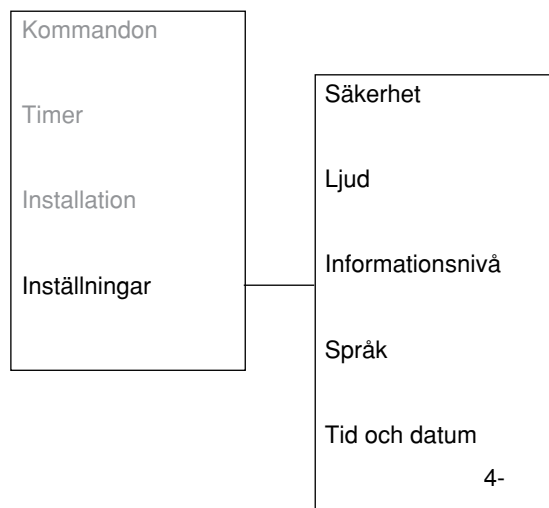 Kommandon
Timer
Installation
Inställningar
Säkerhet
Ljud
Informationsnivå
Språk
Tid och datum
4-